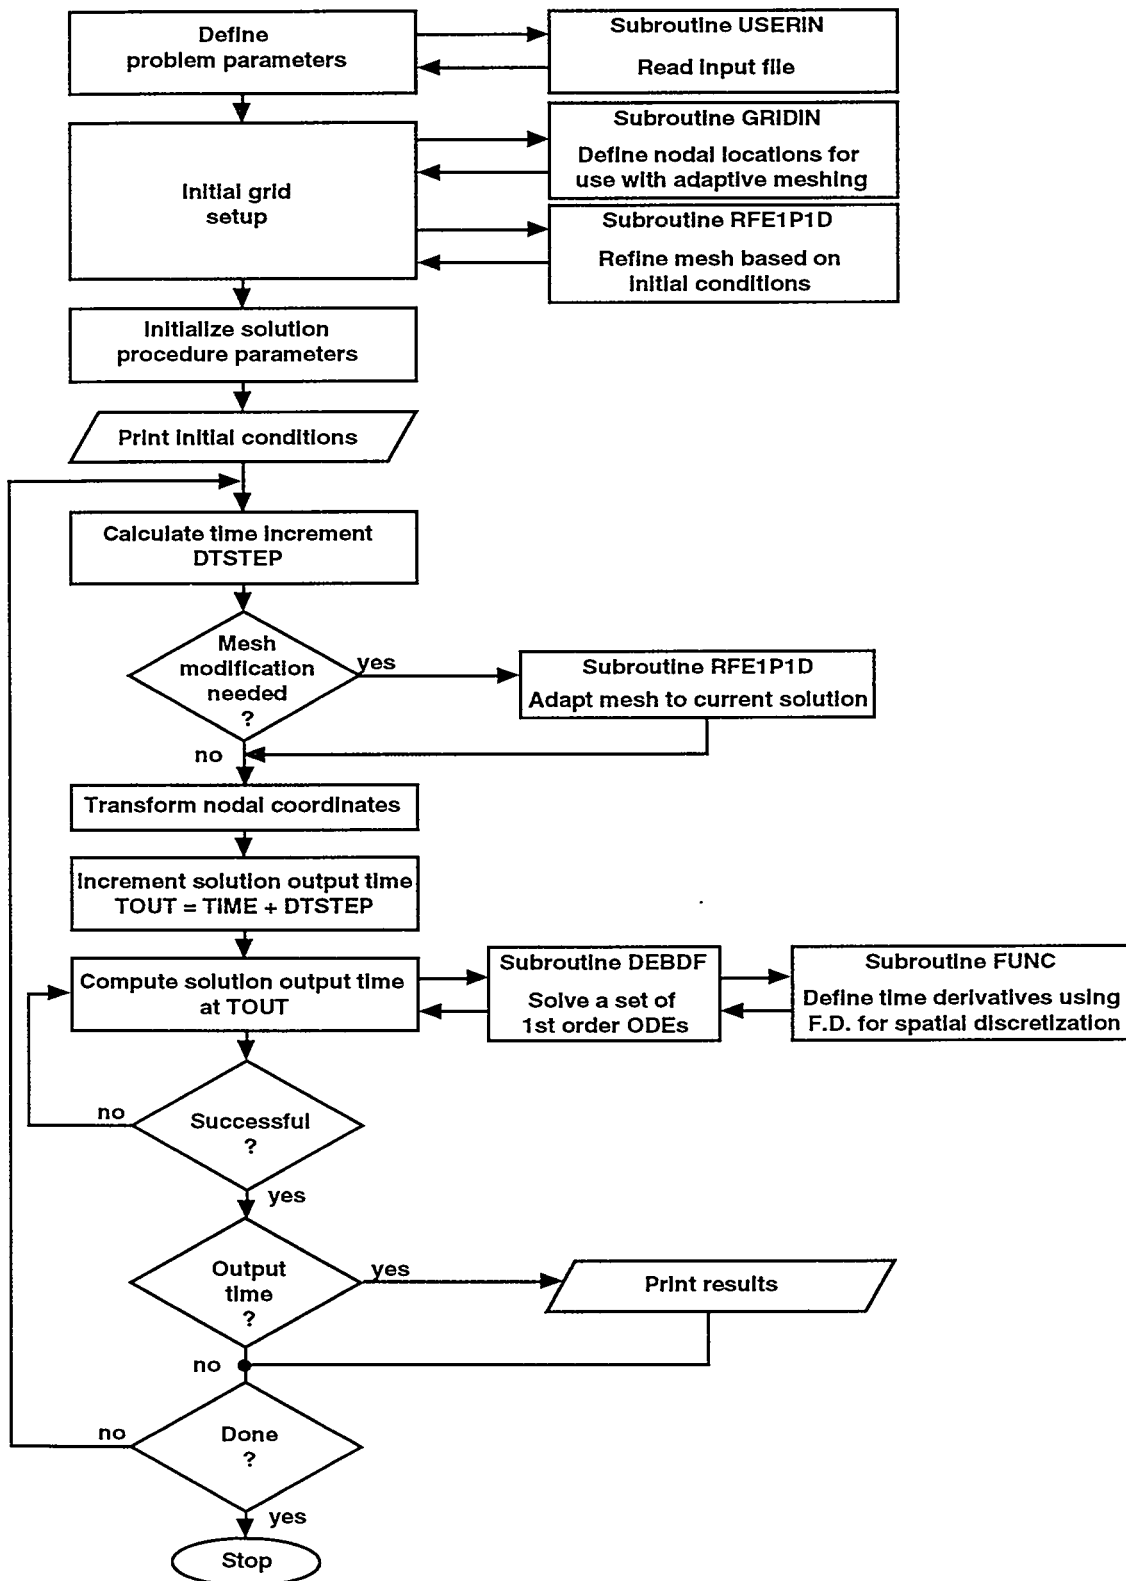 Define
problem parameters
Subroutine USERIN
Read input file
Initial grid
setup
Subroutine GRIDIN
Define nodal locations for
use with adaptive meshing
Subroutine RFE1P1D
Refine mesh based on
initial conditions
Initialize solution
procedure parameters
Print initial conditions
Calculate time increment
DTSTEP
Mesh
modification
needed
?
yes
Subroutine RFE1P1D
Adapt mesh to current solution
no
Transform nodal coordinates
Increment solution output time
TOUT = TIME + DTSTEP
Compute solution output time
at TOUT
Subroutine DEBDF
Solve a set of
1st order ODEs
Subroutine FUNC
Define time derivatives using
F.D. for spatial discretization
no
Successful
?
yes
Output
time
?
yes
Print results
no
no
Done
?
yes
Stop